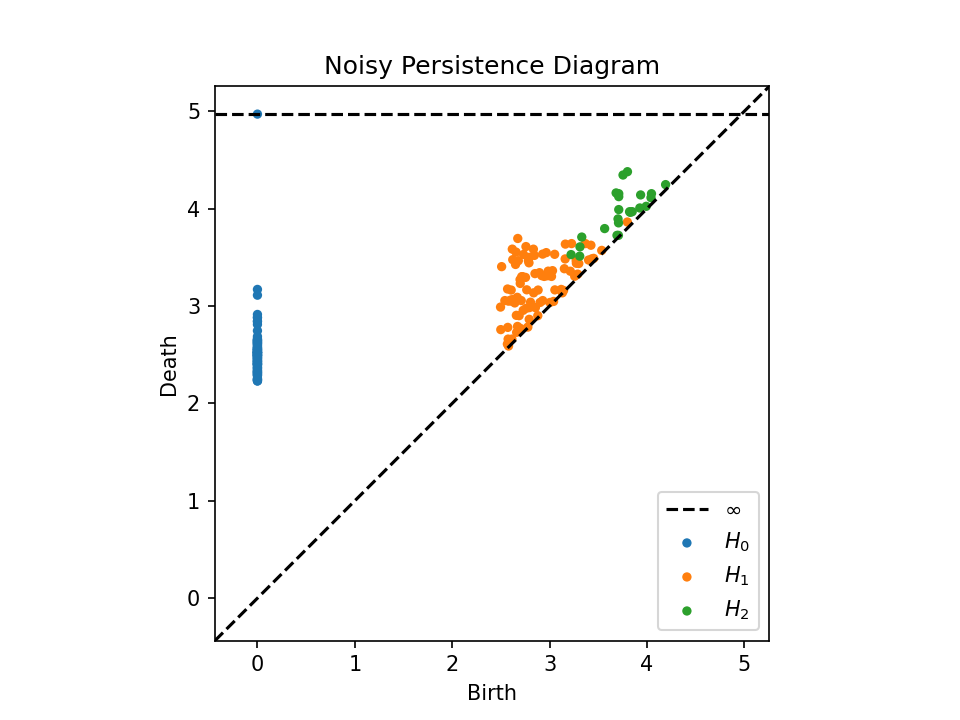 Noisy Persistence Diagram
5
4
3
2
1
0
Death
0 1 2 3 4 5
Birth
∞
H₀
H₁
H₂